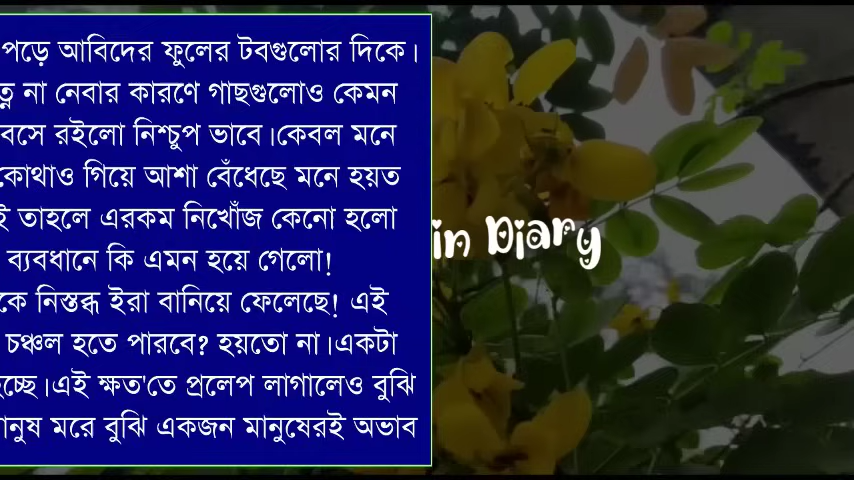 পড়ে আবিদের ফুলের টবগুলোর দিকে।
না নেবার কারণে গাছগুলোও কেমন
বসে রইলো নিশ্চুপ ভাবে।কেবল মনে
কোথাও গিয়ে আশা বেঁধেছে মনে হয়ত
তাহলে এরকম নিখোঁজ কেনো হলো
ব্যবধানে কি এমন হয়ে গেলো!
কে নিস্তব্ধ ইরা বানিয়ে ফেলেছে! এই
চঞ্চল হতে পারবে? হয়তো না।একটা
এই ক্ষত'তে প্রলেপ লাগালেও বুঝি
মরে বুঝি একজন মানুষেরই অভাব
in Diary